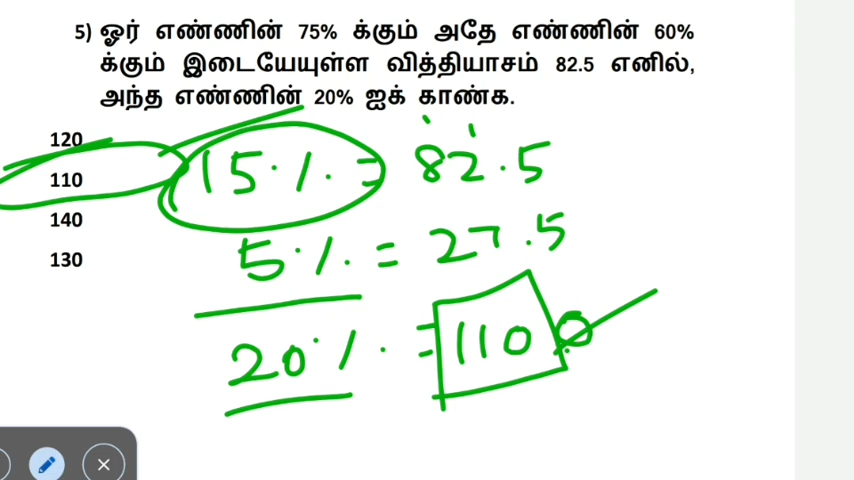 5) ஓர் எண்ணின் 75% க்கும் அதே எண்ணின் 60%
க்கும் இடையேயுள்ள வித்தியாசம் 82.5 எனில்,
அந்த எண்ணின் 20% ஐக் காண்க.
120
110
140
130
15% = 82.5
5% = 27.5
20% = 110